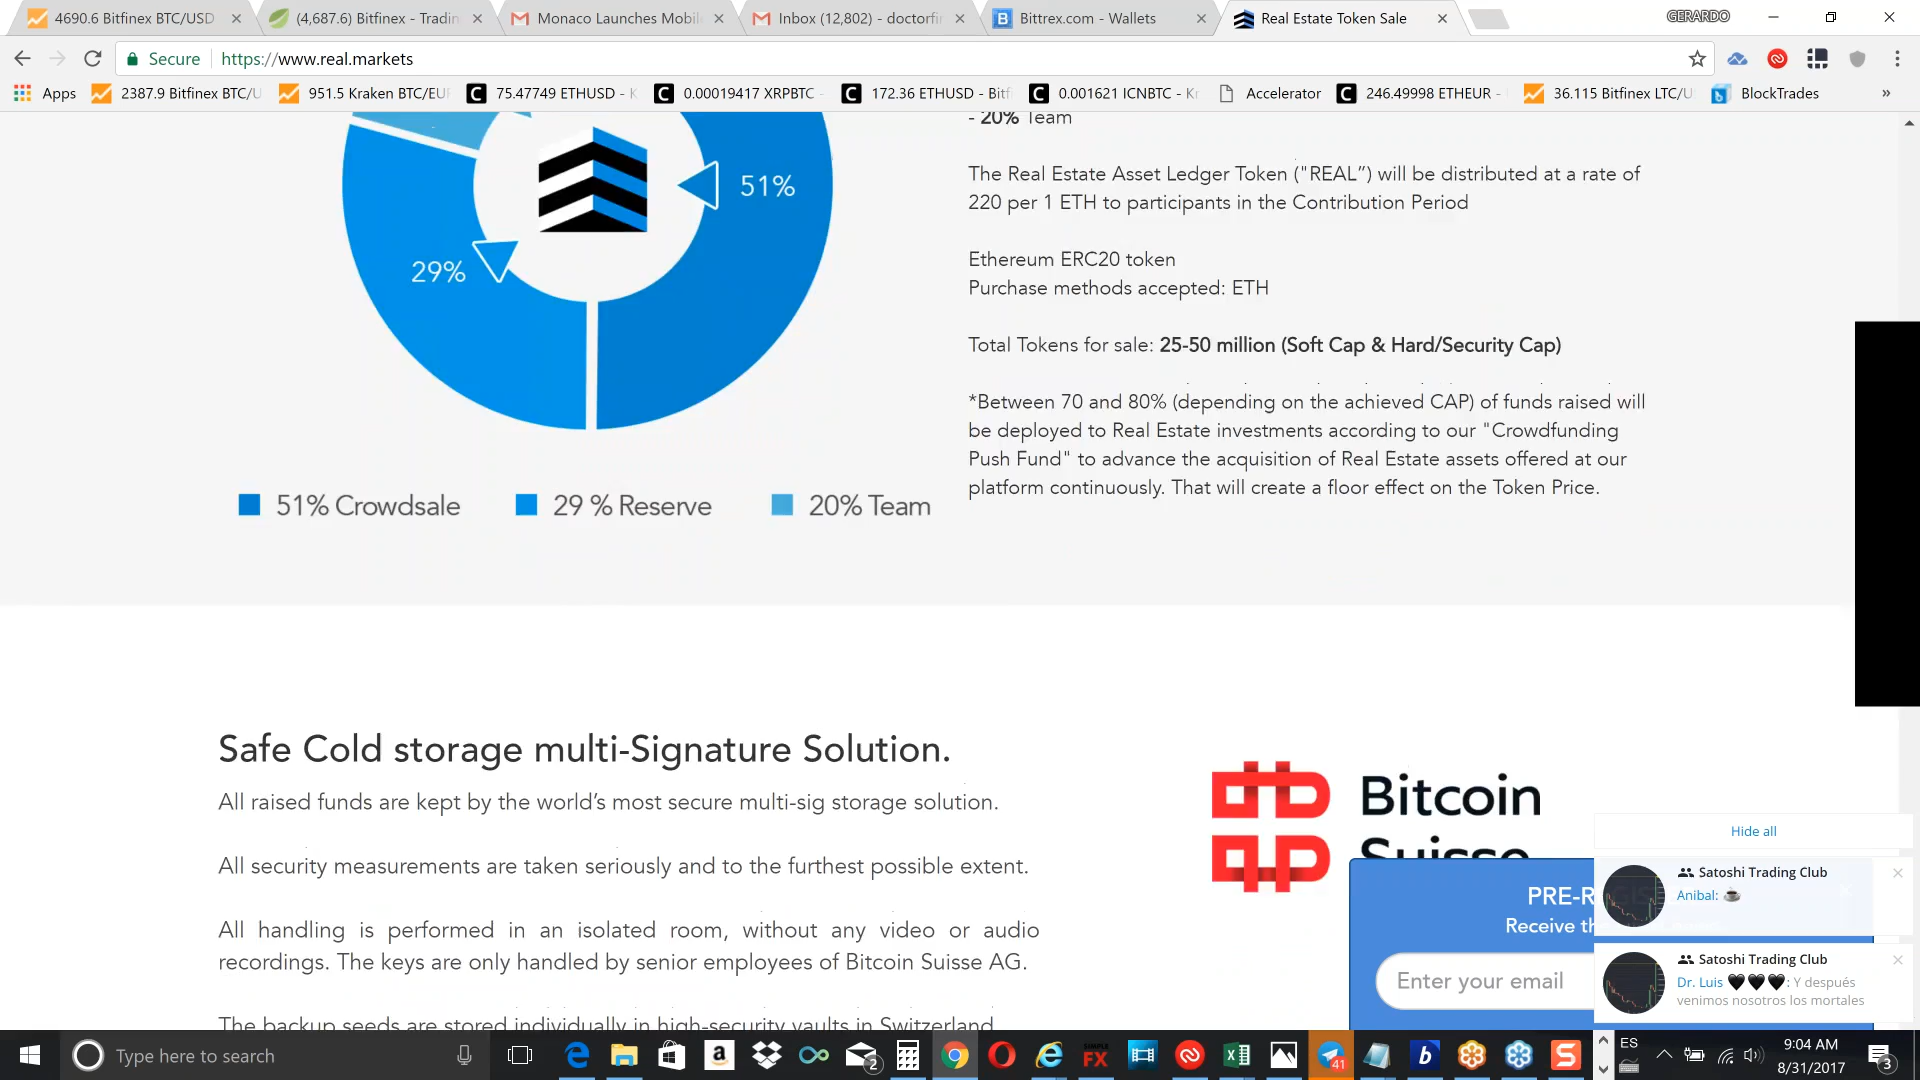 4690.6 Bitfinex BTC/USD
(4,687.6) Bitfinex - Tradin
Monaco Launches Mobil
Inbox (12,802) - doctorfi
Bittrex.com - Wallets
Real Estate Token Sale
GERARDO
Secure
https://www.real.markets
Apps
2387.9 Bitfinex BTC/U
951.5 Kraken BTC/EUR
75.47749 ETHUSD - K
0.00019417 XRPBTC -
172.36 ETHUSD - Bitf
0.001621 ICNBTC - Kr
Accelerator
246.49998 ETHEUR -
36.115 Bitfinex LTC/U
BlockTrades
»
51%
29%
51% Crowdsale
29 % Reserve
20% Team
- 20% Team
The Real Estate Asset Ledger Token ("REAL”) will be distributed at a rate of
220 per 1 ETH to participants in the Contribution Period
Ethereum ERC20 token
Purchase methods accepted: ETH
Total Tokens for sale: 25-50 million (Soft Cap & Hard/Security Cap)
*Between 70 and 80% (depending on the achieved CAP) of funds raised will
be deployed to Real Estate investments according to our "Crowdfunding
Push Fund" to advance the acquisition of Real Estate assets offered at our
platform continuously. That will create a floor effect on the Token Price.
Safe Cold storage multi-Signature Solution.
All raised funds are kept by the world’s most secure multi-sig storage solution.
All security measurements are taken seriously and to the furthest possible extent.
All handling is performed in an isolated room, without any video or audio
recordings. The keys are only handled by senior employees of Bitcoin Suisse AG.
The backup seeds are stored individually in high-security vaults in Switzerland
Bitcoin
Suisse
PRE-R
Receive th
Enter your email
Hide all
Satoshi Trading Club
Anibal: ☕
Satoshi Trading Club
Dr. Luis 🖤🖤🖤: Y después
venimos nosotros los mortales
Type here to search
2
SIMPLE
FX
41
ES
9:04 AM
8/31/2017
3